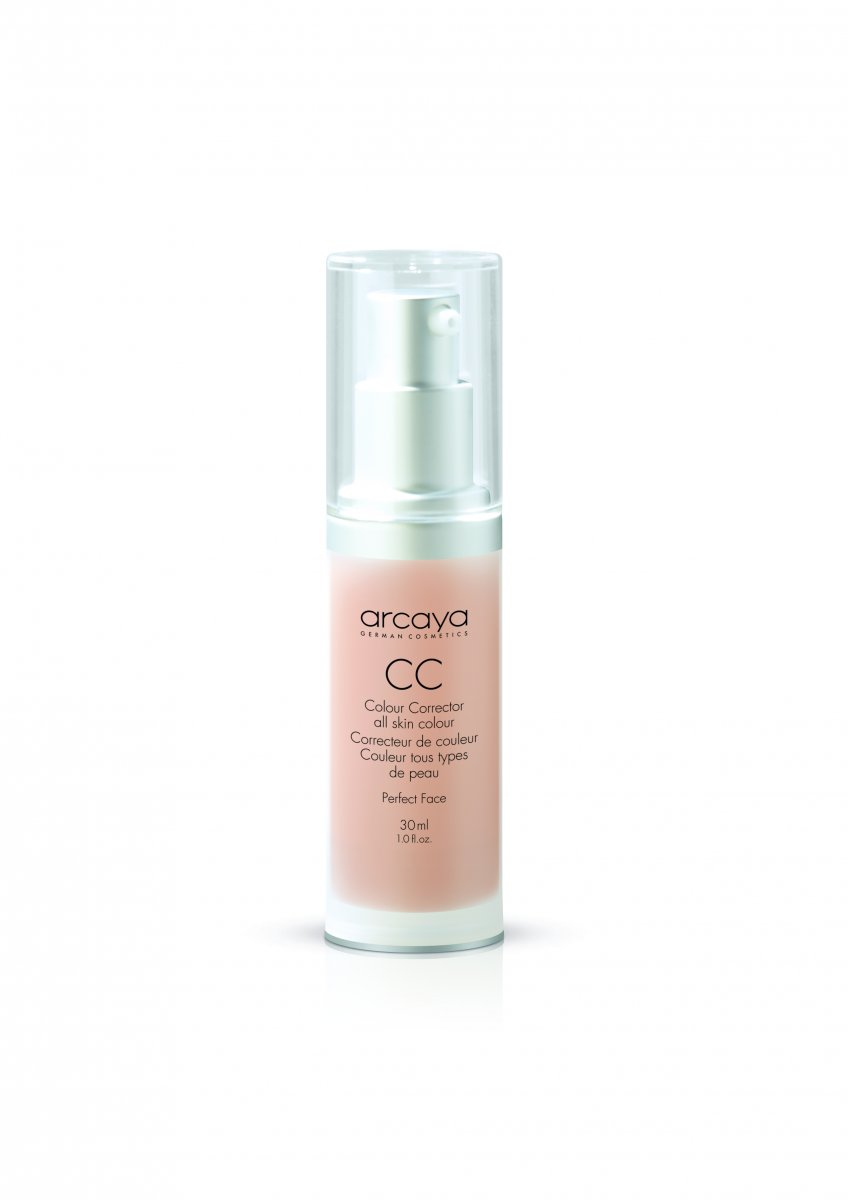 arcaya
GERMAN COSMETICS
CC
Colour Corrector
all skin colour
Correcteur de couleur
Couleur tous types
de peau
Perfect Face
30ml
1.0 fl.oz.